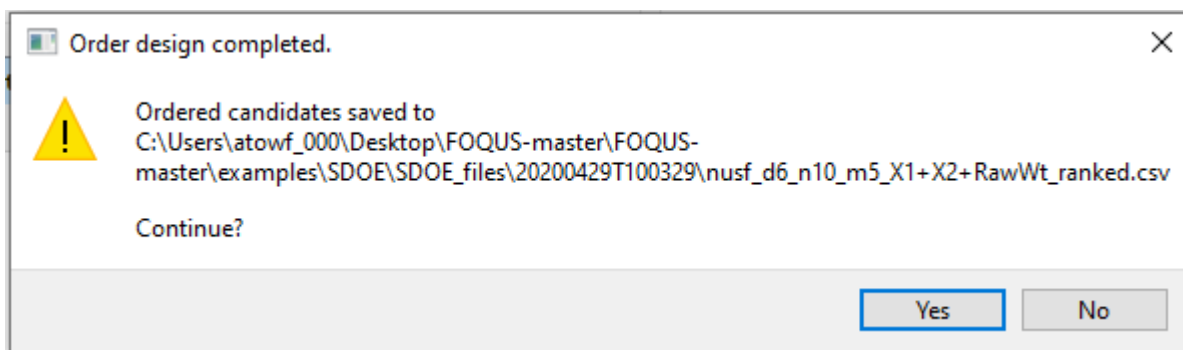 Order design completed.
Ordered candidates saved to
C:\Users\atowf_000\Desktop\FOQUS-master\FOQUS-
master\examples\SDOE\SDOE_files\20200429T100329\nusf_d6_n10_m5_X1+X2+RawWt_ranked.csv
Continue?
Yes
No